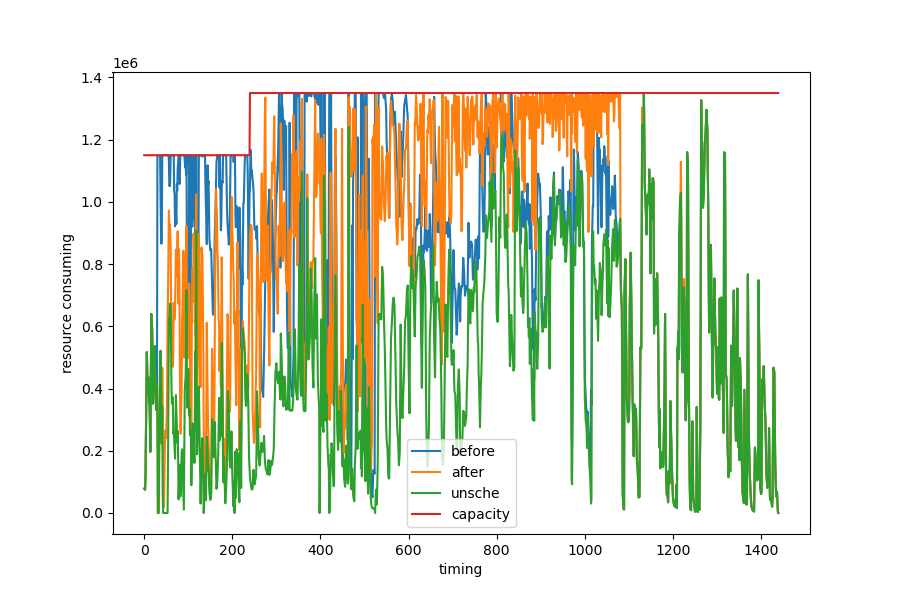 1e6
1.4
1.2
1.0
0.8
0.6
0.4
0.2
0.0
resource consuming
before
after
unsche
capacity
0 200 400 600 800 1000 1200 1400
timing